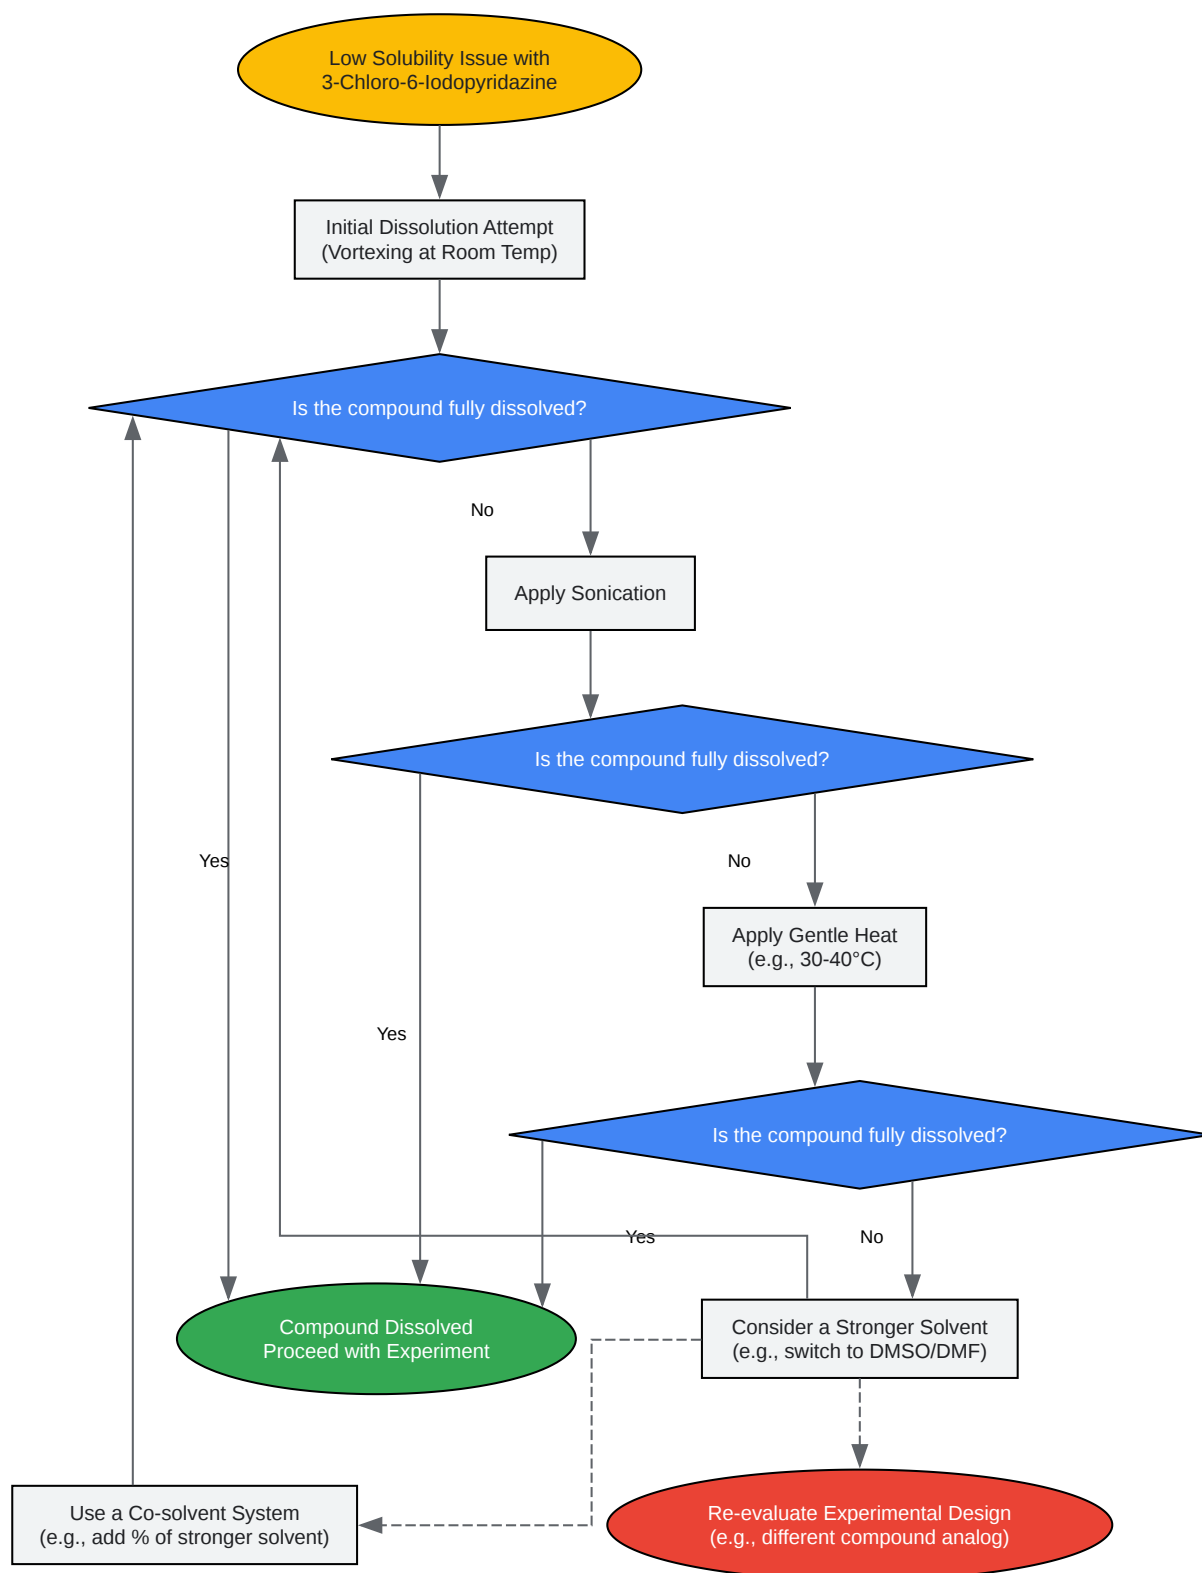 Low Solubility Issue with
3-Chloro-6-Iodopyridazine
Initial Dissolution Attempt
(Vortexing at Room Temp)
Is the compound fully dissolved?
No
Apply Sonication
Is the compound fully dissolved?
Yes
No
Apply Gentle Heat
(e.g., 30-40°C)
Yes
Is the compound fully dissolved?
Yes
No
Compound Dissolved
Proceed with Experiment
Consider a Stronger Solvent
(e.g., switch to DMSO/DMF)
Use a Co-solvent System
(e.g., add % of stronger solvent)
Re-evaluate Experimental Design
(e.g., different compound analog)